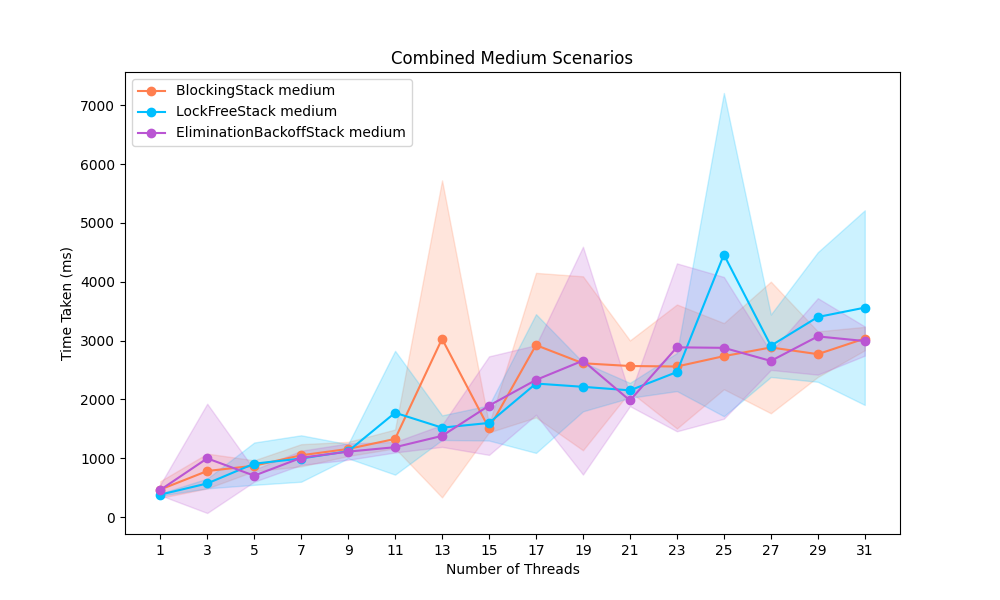 Combined Medium Scenarios
BlockingStack medium
LockFreeStack medium
EliminationBackoffStack medium
Time Taken (ms)
7000
6000
5000
4000
3000
2000
1000
0
1 3 5 7 9 11 13 15 17 19 21 23 25 27 29 31
Number of Threads